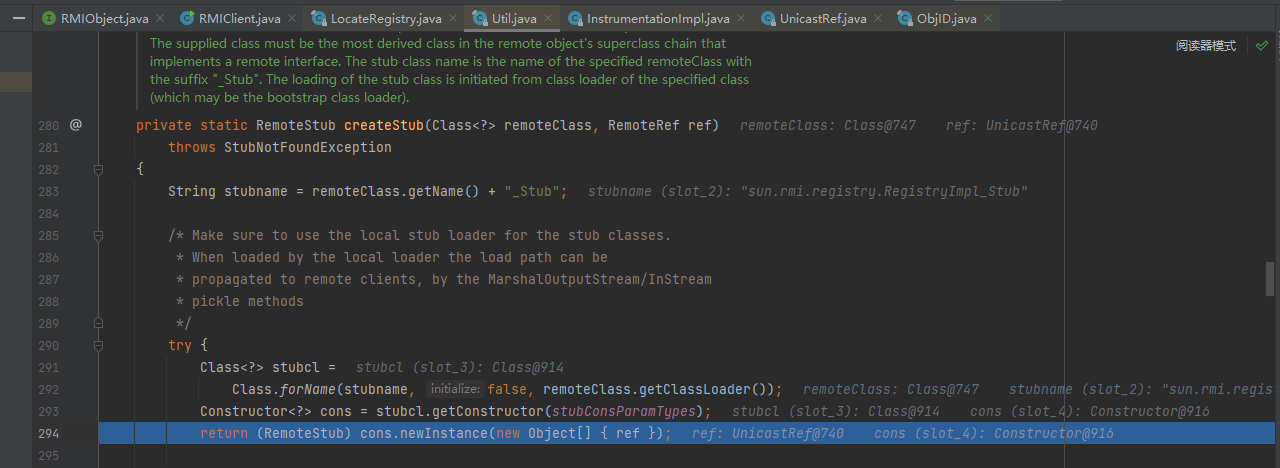 RMIObject.java RMIClient.java LocateRegistry.java Util.java InstrumentationImpl.java UnicastRef.java ObjID.java
The supplied class must be the most derived class in the remote object's superclass chain that
阅读器模式
implements a remote interface. The stub class name is the name of the specified remoteClass with
the suffix "_Stub". The loading of the stub class is initiated from class loader of the specified class
(which may be the bootstrap class loader).
280 @ private static RemoteStub createStub(Class<?> remoteClass, RemoteRef ref) remoteClass: Class@747 ref: UnicastRef@740
281 throws StubNotFoundException
282 {
283 String stubname = remoteClass.getName() + "_Stub"; stubname (slot_2): "sun.rmi.registry.RegistryImpl_Stub"
284
285 /* Make sure to use the local stub loader for the stub classes.
286 * When loaded by the local loader the load path can be
287 * propagated to remote clients, by the MarshalOutputStream/InStream
288 * pickle methods
289 */
290 try {
291 Class<?> stubcl = stubcl (slot_3): Class@914
292 Class.forName(stubname, initialize: false, remoteClass.getClassLoader()); remoteClass: Class@747 stubname (slot_2): "sun.rmi.regis
293 Constructor<?> cons = stubcl.getConstructor(stubConsParamTypes); stubcl (slot_3): Class@914 cons (slot_4): Constructor@916
294 return (RemoteStub) cons.newInstance(new Object[] { ref }); ref: UnicastRef@740 cons (slot_4): Constructor@916
295